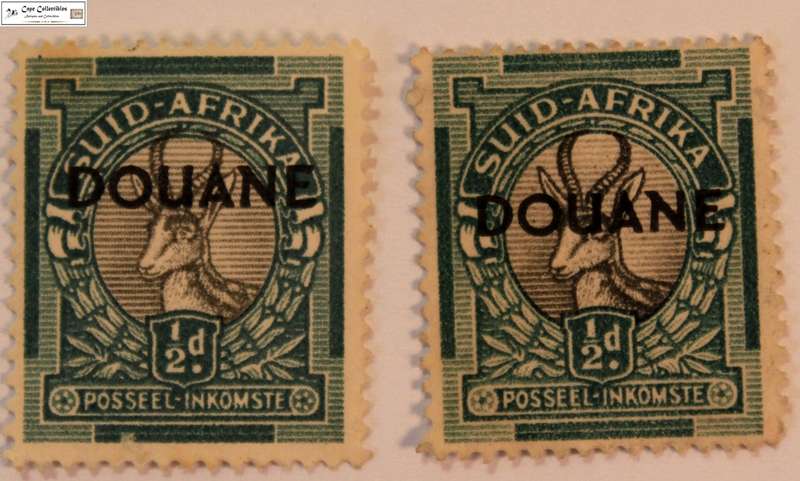 Cape Collectibles
SUID-AFRIKA
DOUANE
½d.
POSSEEL-INKOMSTE
SUID-AFRIKA
DOUANE
½d.
POSSEEL-INKOMSTE